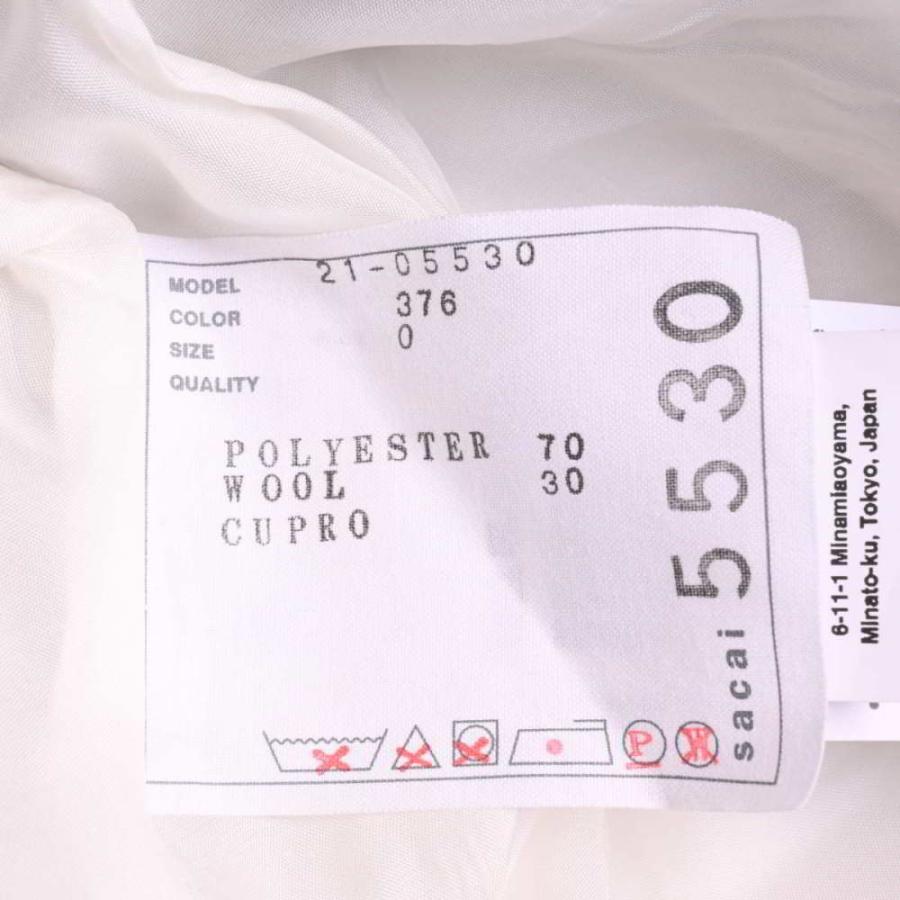 MODEL 21-05530
COLOR 376
SIZE 0
QUALITY
POLYESTER 70
WOOL 30
CUPRO
P
W
sacai 5530
6-11-1 Minamiaoyama,
Minato-ku, Tokyo, Japan